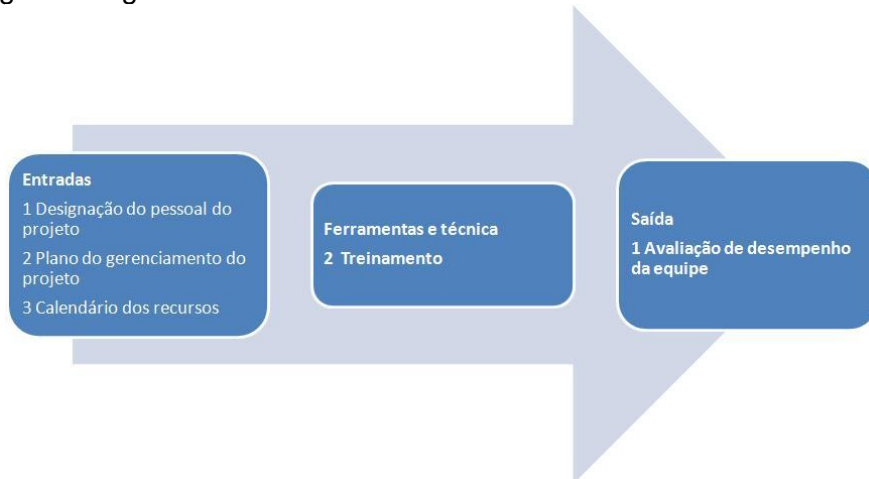 Entradas
1 Designação do pessoal do
projeto
2 Plano do gerenciamento do
projeto
3 Calendário dos recursos
Ferramentas e técnica
2 Treinamento
Saída
1 Avaliação de desempenho
da equipe